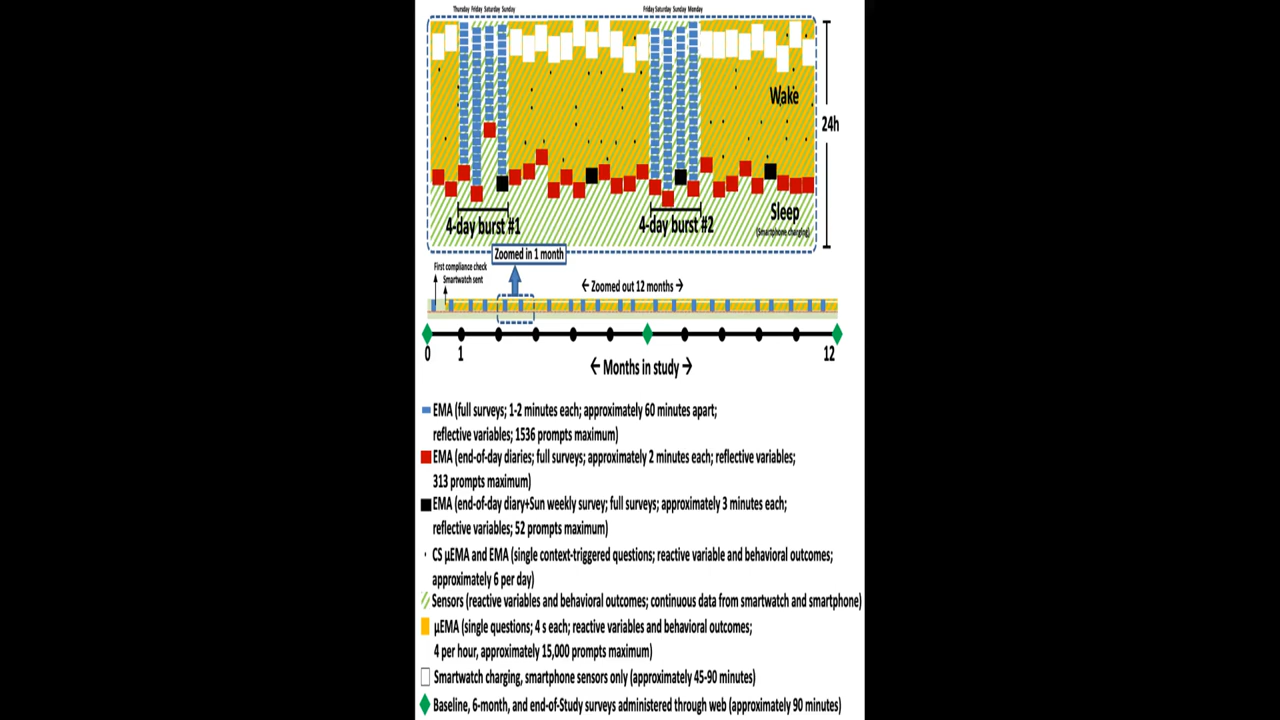 Thursday Friday Saturday Sunday
Friday Saturday Sunday Monday
Wake
24h
Sleep
(Smartphone charging)
4-day burst #1
4-day burst #2
Zoomed in 1 month
First compliance check
Smartwatch sent
← Zoomed out 12 months →
0 1 12
← Months in study →
EMA (full surveys; 1-2 minutes each; approximately 60 minutes apart;
reflective variables; 1536 prompts maximum)
EMA (end-of-day diaries; full surveys; approximately 2 minutes each; reflective variables;
313 prompts maximum)
EMA (end-of-day diary+Sun weekly survey; full surveys; approximately 3 minutes each;
reflective variables; 52 prompts maximum)
CS µEMA and EMA (single context-triggered questions; reactive variable and behavioral outcomes;
approximately 6 per day)
Sensors (reactive variables and behavioral outcomes; continuous data from smartwatch and smartphone)
µEMA (single questions; 4 s each; reactive variables and behavioral outcomes;
4 per hour, approximately 15,000 prompts maximum)
Smartwatch charging, smartphone sensors only (approximately 45-90 minutes)
Baseline, 6-month, and end-of-Study surveys administered through web (approximately 90 minutes)